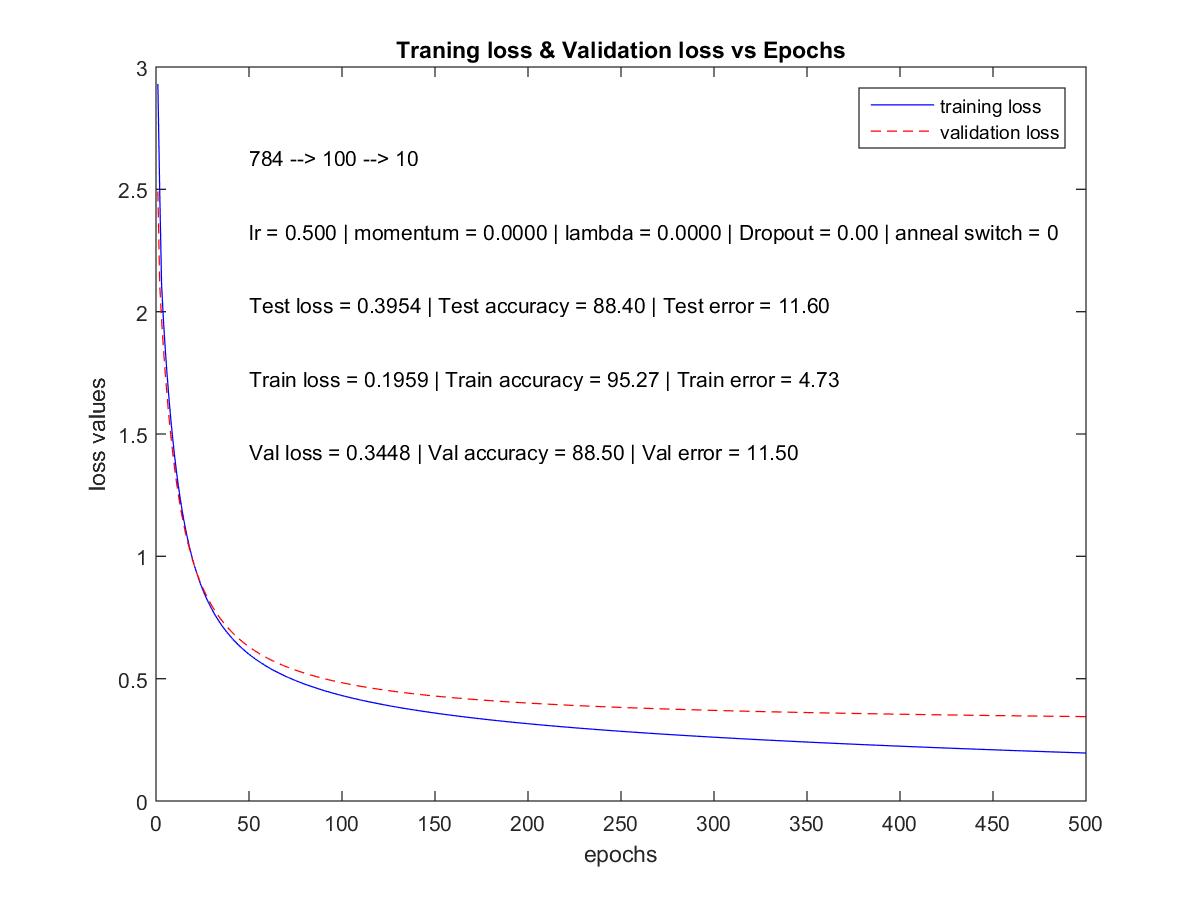 Traning loss & Validation loss vs Epochs
training loss
validation loss
784 --> 100 --> 10
lr = 0.500 | momentum = 0.0000 | lambda = 0.0000 | Dropout = 0.00 | anneal switch = 0
Test loss = 0.3954 | Test accuracy = 88.40 | Test error = 11.60
Train loss = 0.1959 | Train accuracy = 95.27 | Train error = 4.73
Val loss = 0.3448 | Val accuracy = 88.50 | Val error = 11.50
loss values
3
2.5
2
1.5
1
0.5
0
0 50 100 150 200 250 300 350 400 450 500
epochs